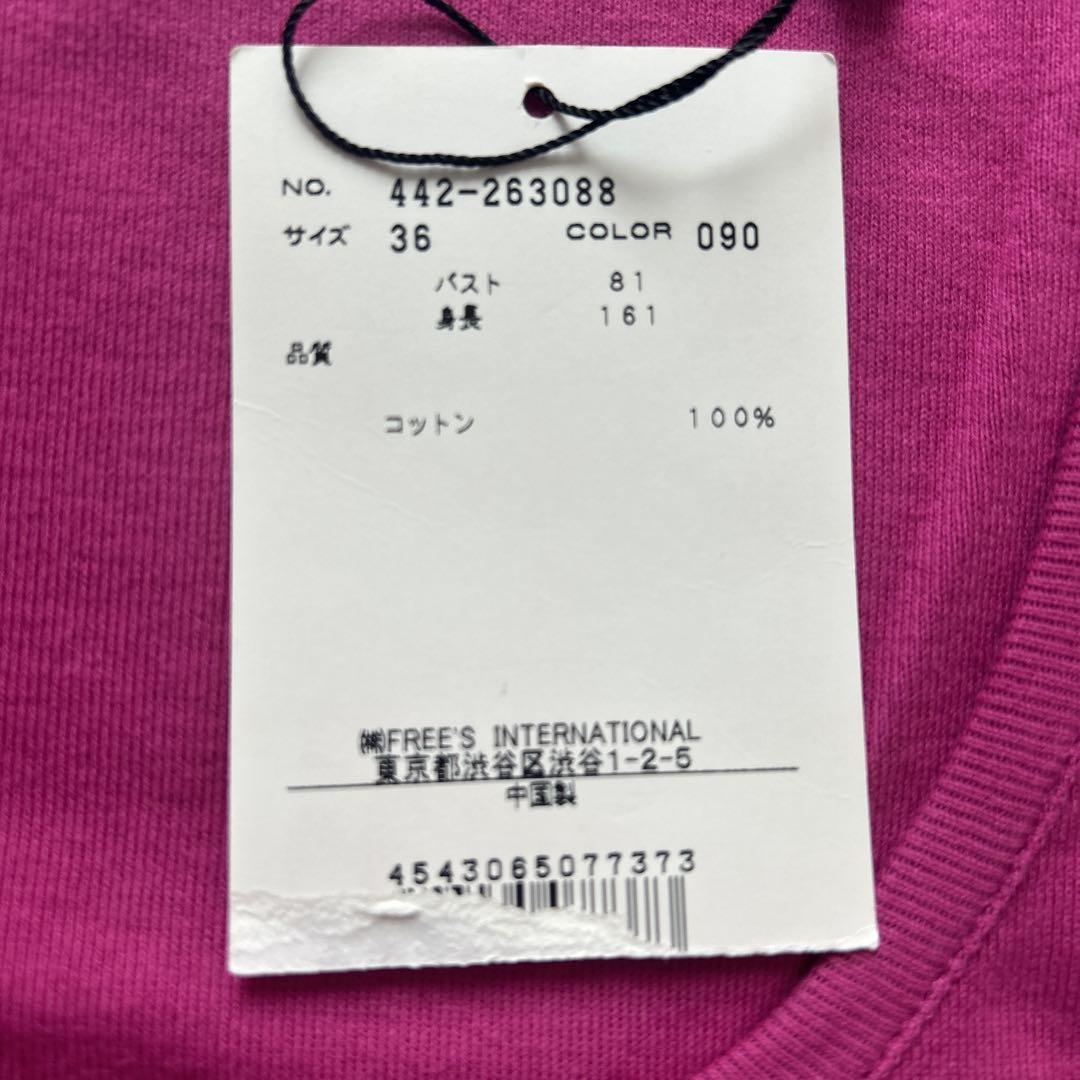 NO. 442-263088
サイズ 36 COLOR 090
バスト 81
身長 161
品質
コットン 100%
㈱FREE'S INTERNATIONAL
東京都渋谷区渋谷1-2-5
中国製
4543065077373